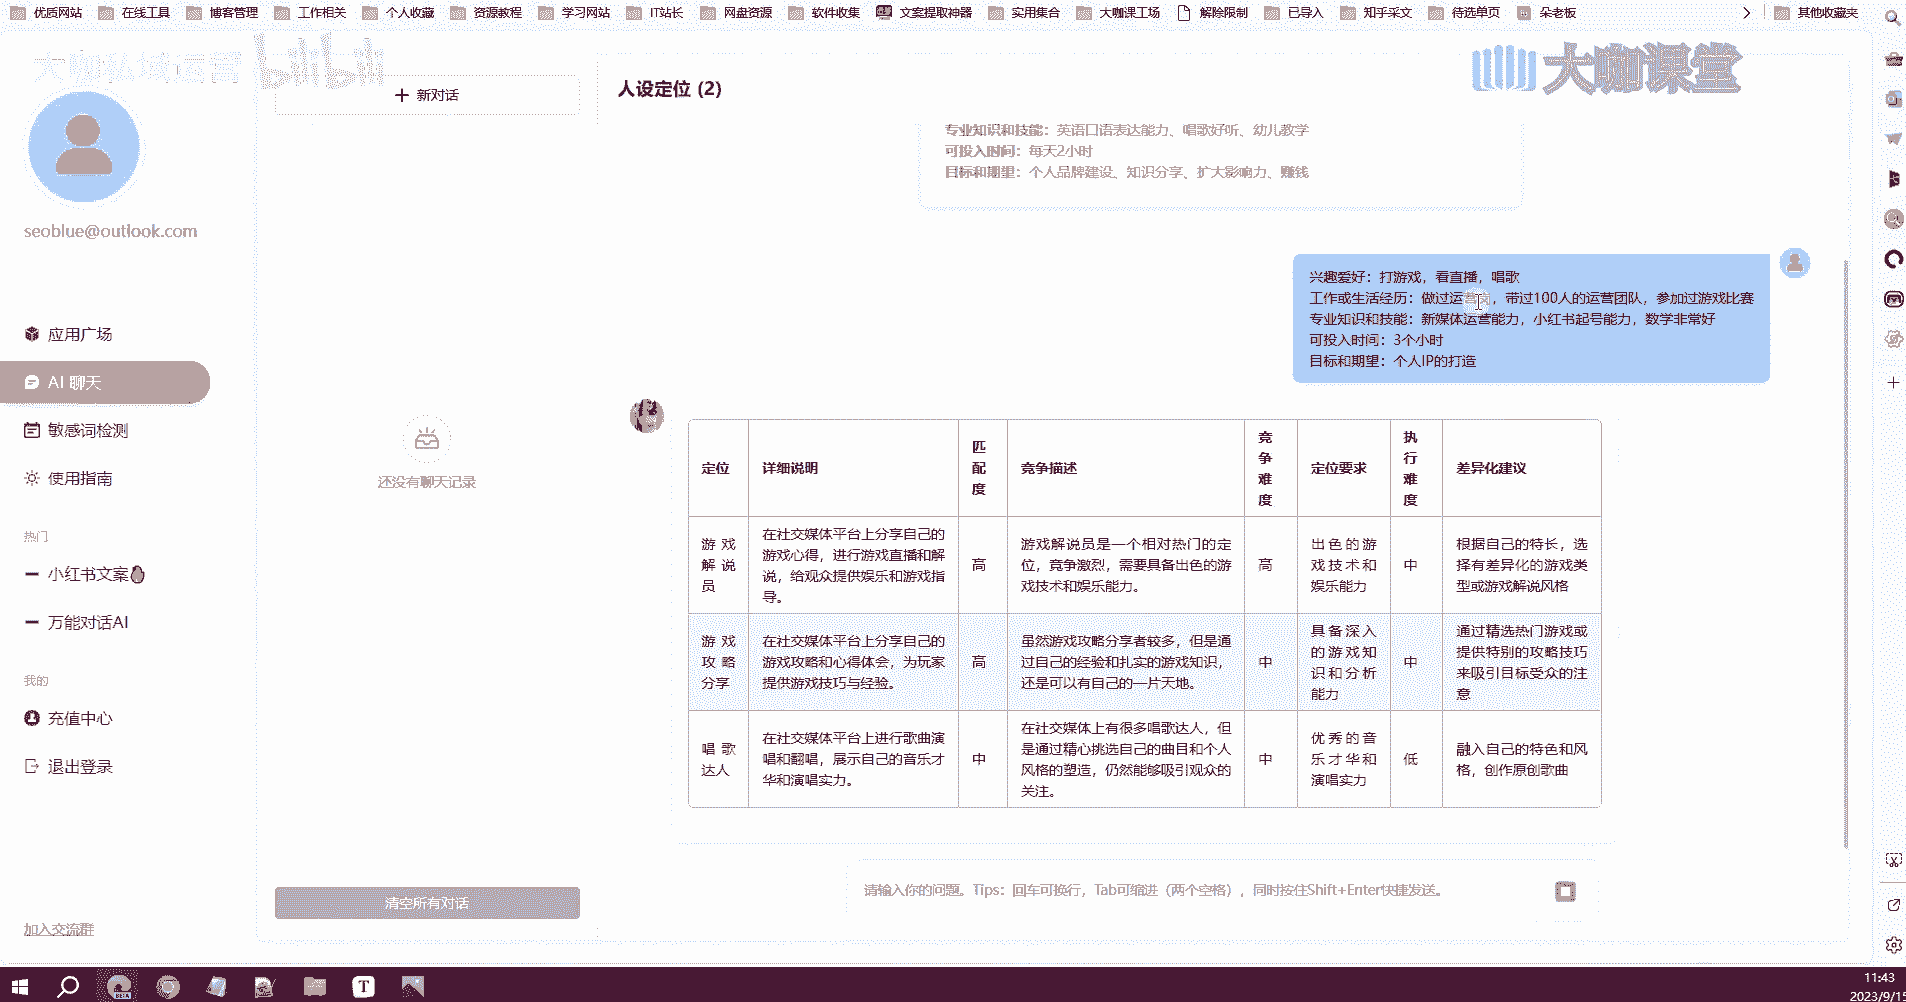 优质网站 在线工具 博客管理 工作相关 个人收藏 资源教程 学习网站 IT站长 网盘资源 软件收集 文案提取神器 实用集合 大咖课工场 解除限制 已导入 知乎采文 待选单页 朵老板 其他收藏夹
大咖私域运营 bilibili
大咖课堂
seoblue@outlook.com
应用广场
AI 聊天
敏感词检测
使用指南
热门
小红书文案
万能对话AI
我的
充值中心
退出登录
加入交流群
新对话
还没有聊天记录
清空所有对话
人设定位 (2)
专业知识和技能：英语口语表达能力、唱歌好听、幼儿教学
可投入时间：每天2小时
目标和期望：个人品牌建设、知识分享、扩大影响力、赚钱
兴趣爱好：打游戏，看直播，唱歌
工作或生活经历：做过运营，带过100人的运营团队，参加过游戏比赛
专业知识和技能：新媒体运营能力，小红书起号能力，数学非常好
可投入时间：3个小时
目标和期望：个人IP的打造
定位 详细说明 匹配度 竞争描述 竞争难度 定位要求 执行难度 差异化建议
游戏解说员 在社交媒体平台上分享自己的游戏心得，进行游戏直播和解说，给观众提供娱乐和游戏指导。 高 游戏解说员是一个相对热门的定位，竞争激烈，需要具备出色的游戏技术和娱乐能力。 高 出色的游戏技术和娱乐能力 中 根据自己的特长，选择有差异化的游戏类型或游戏解说风格
游戏攻略分享 在社交媒体平台上分享自己的游戏攻略和心得体会，为玩家提供游戏技巧与经验。 高 虽然游戏攻略分享者较多，但是通过自己的经验和扎实的游戏知识，还是可以有自己的一片天地。 中 具备深入的游戏知识和分析能力 中 通过精选热门游戏或提供特别的攻略技巧来吸引目标受众的注意
唱歌达人 在社交媒体平台上进行歌曲演唱和翻唱，展示自己的音乐才华和演唱实力。 中 在社交媒体上有很多唱歌达人，但是通过精心挑选自己的曲目和个人风格的塑造，仍然能够吸引观众的关注。 中 优秀的音乐才华和演唱实力 低 融入自己的特色和风格，创作原创歌曲
请输入你的问题。Tips：回车可换行，Tab可缩进（两个空格），同时按住Shift+Enter快捷发送。
BETA
T
11:43
2023/9/15